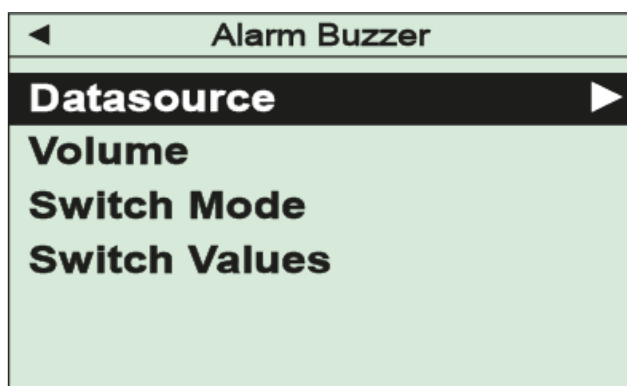 Alarm Buzzer
Datasource
Volume
Switch Mode
Switch Values